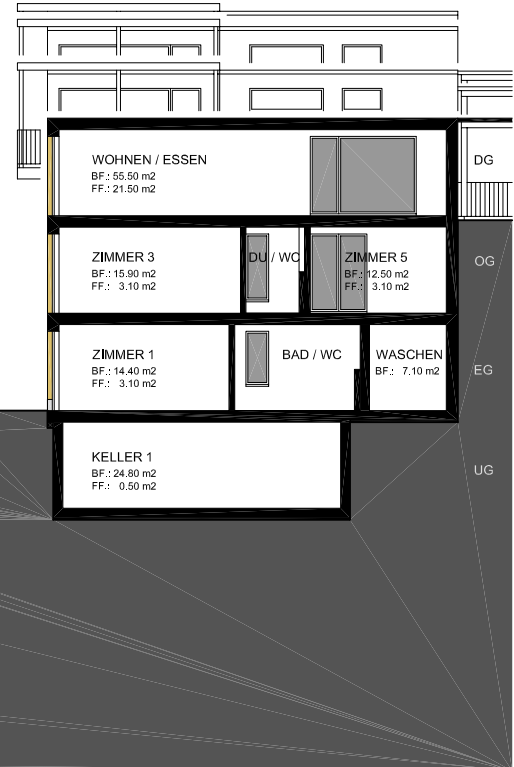 WOHNEN / ESSEN
BF.: 55.50 m2
FF.: 21.50 m2
DG
ZIMMER 3
BF.: 15.90 m2
FF.: 3.10 m2
DU / WC
ZIMMER 5
BF.: 12.50 m2
FF.: 3.10 m2
OG
ZIMMER 1
BF.: 14.40 m2
FF.: 3.10 m2
BAD / WC
WASCHEN
BF.: 7.10 m2
EG
KELLER 1
BF.: 24.80 m2
FF.: 0.50 m2
UG